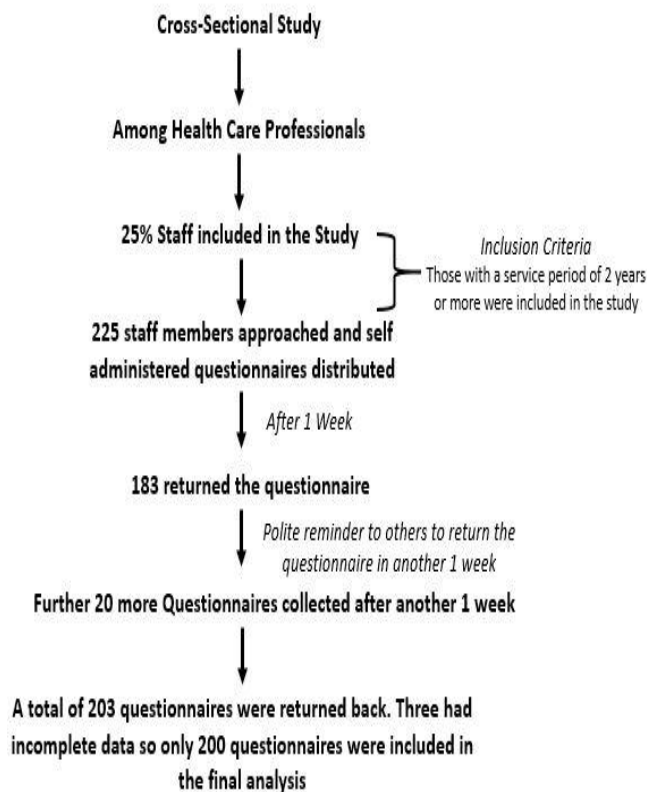 Cross-Sectional Study
Among Health Care Professionals
25% Staff included in the Study
Inclusion Criteria
Those with a service period of 2 years
or more were included in the study
225 staff members approached and self
administered questionnaires distributed
After 1 Week
183 returned the questionnaire
Polite reminder to others to return the
questionnaire in another 1 week
Further 20 more Questionnaires collected after another 1 week
A total of 203 questionnaires were returned back. Three had
incomplete data so only 200 questionnaires were included in
the final analysis